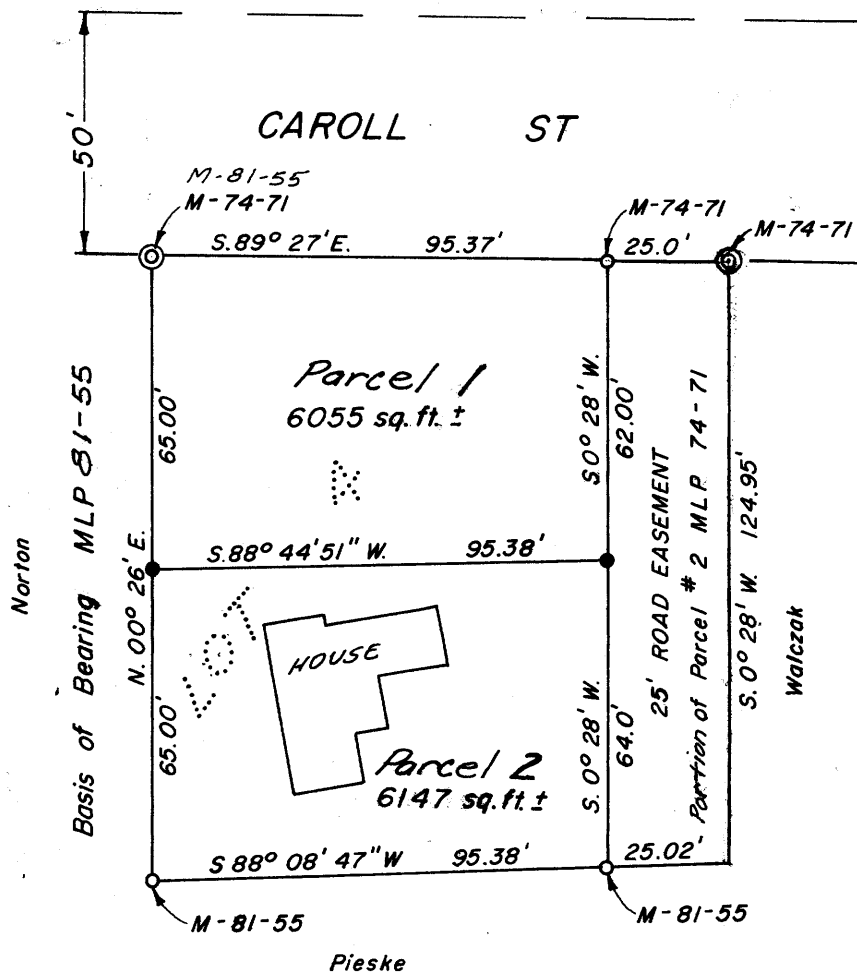 50'
CAROLL ST
M-81-55
M-74-71
M-74-71
M-74-71
S.89° 27' E. 95.37'
25.0'
Parcel 1
6055 sq. ft. ±
65.00'
S.0° 28' W.
62.00'
Norton
Basis of Bearing MLP 81-55
N. 00° 26' E.
S.88° 44' 51" W. 95.38'
25' ROAD EASEMENT
Portion of Parcel # 2 MLP 74-71
S. 0° 28' W. 124.95'
Walczak
LOT
HOUSE
65.00'
S. 0° 28' W.
64.0'
Parcel 2
6147 sq. ft. ±
S 88° 08' 47" W 95.38'
25.02'
M-81-55
M-81-55
Pieske